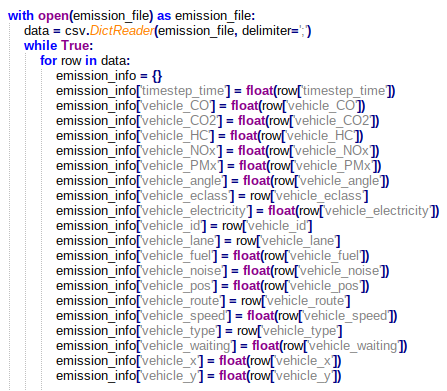 with open(emission_file) as emission_file:
data = csv.DictReader(emission_file, delimiter=';')
while True:
for row in data:
emission_info = {}
emission_info['timestep_time'] = float(row['timestep_time'])
emission_info['vehicle_CO'] = float(row['vehicle_CO'])
emission_info['vehicle_CO2'] = float(row['vehicle_CO2'])
emission_info['vehicle_HC'] = float(row['vehicle_HC'])
emission_info['vehicle_NOx'] = float(row['vehicle_NOx'])
emission_info['vehicle_PMx'] = float(row['vehicle_PMx'])
emission_info['vehicle_angle'] = float(row['vehicle_angle'])
emission_info['vehicle_eclass'] = row['vehicle_eclass']
emission_info['vehicle_electricity'] = float(row['vehicle_electricity'])
emission_info['vehicle_id'] = row['vehicle_id']
emission_info['vehicle_lane'] = row['vehicle_lane']
emission_info['vehicle_fuel'] = float(row['vehicle_fuel'])
emission_info['vehicle_noise'] = float(row['vehicle_noise'])
emission_info['vehicle_pos'] = float(row['vehicle_pos'])
emission_info['vehicle_route'] = row['vehicle_route']
emission_info['vehicle_speed'] = float(row['vehicle_speed'])
emission_info['vehicle_type'] = row['vehicle_type']
emission_info['vehicle_waiting'] = float(row['vehicle_waiting'])
emission_info['vehicle_x'] = float(row['vehicle_x'])
emission_info['vehicle_y'] = float(row['vehicle_y'])